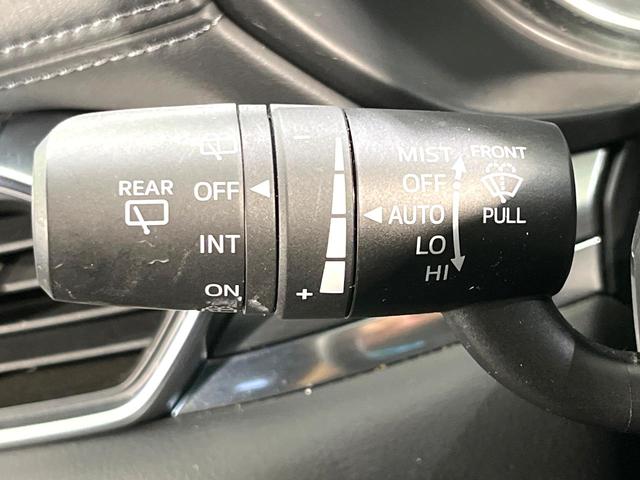 REAR
OFF
INT
ON
+
MIST
OFF
AUTO
LO
HI
FRONT
PULL